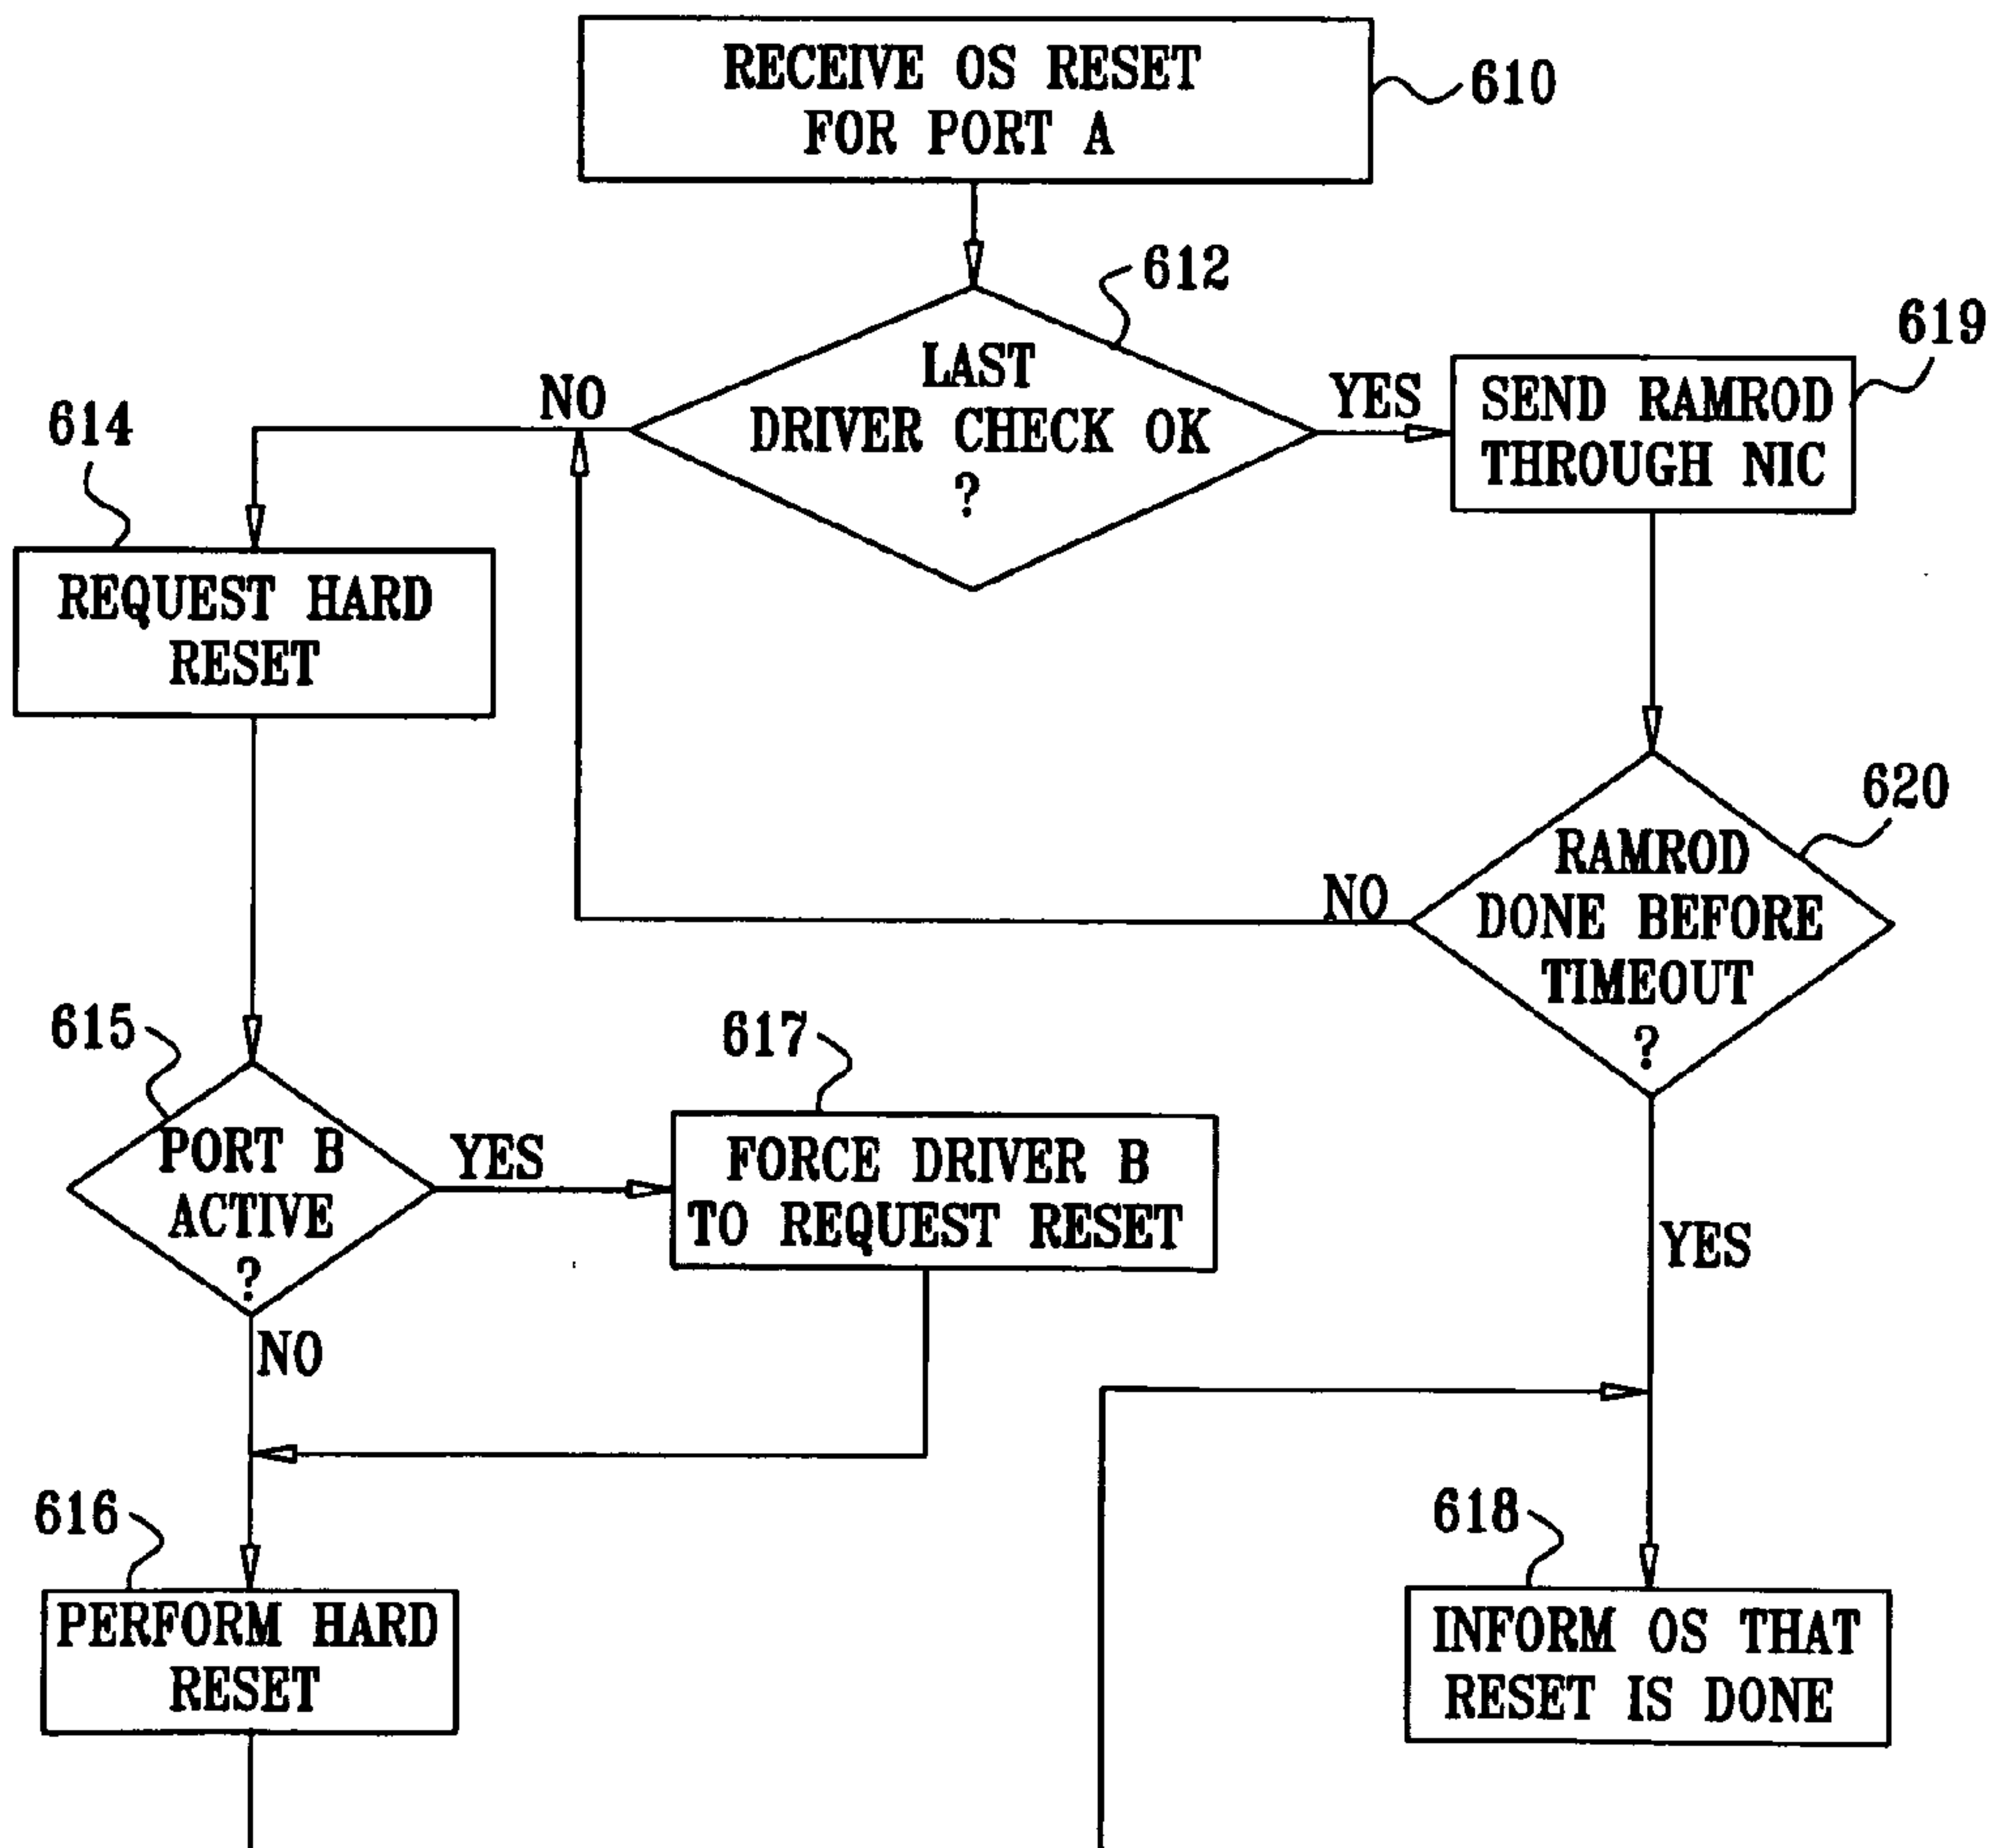 RECEIVE OS RESET
FOR PORT A
610
612
LAST
DRIVER CHECK OK
?
NO
YES
619
SEND RAMROD
THROUGH NIC
614
REQUEST HARD
RESET
620
RAMROD
DONE BEFORE
TIMEOUT
?
NO
YES
615
PORT B
ACTIVE
?
YES
NO
617
FORCE DRIVER B
TO REQUEST RESET
616
PERFORM HARD
RESET
618
INFORM OS THAT
RESET IS DONE